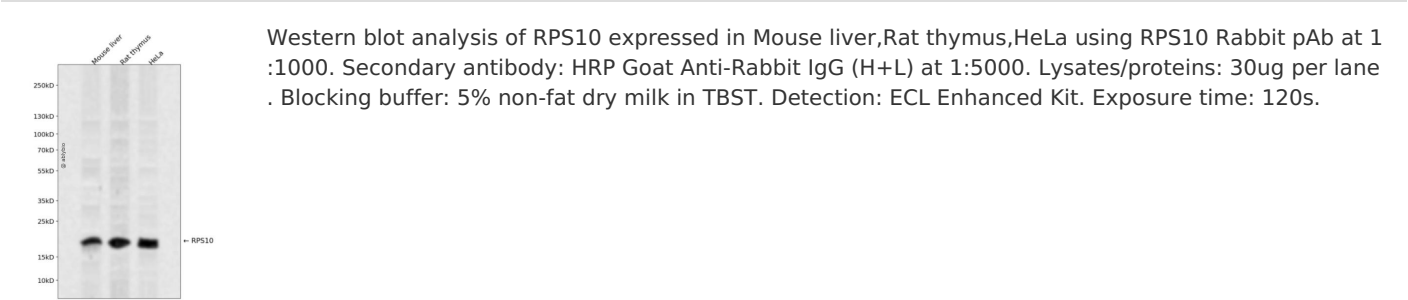 Mouse liver
Rat thymus
HeLa
250kD
130kD
100kD
70kD
55kD
35kD
25kD
15kD
10kD
@ ablybio
← RPS10
Western blot analysis of RPS10 expressed in Mouse liver,Rat thymus,HeLa using RPS10 Rabbit pAb at 1
:1000. Secondary antibody: HRP Goat Anti-Rabbit IgG (H+L) at 1:5000. Lysates/proteins: 30ug per lane
. Blocking buffer: 5% non-fat dry milk in TBST. Detection: ECL Enhanced Kit. Exposure time: 120s.